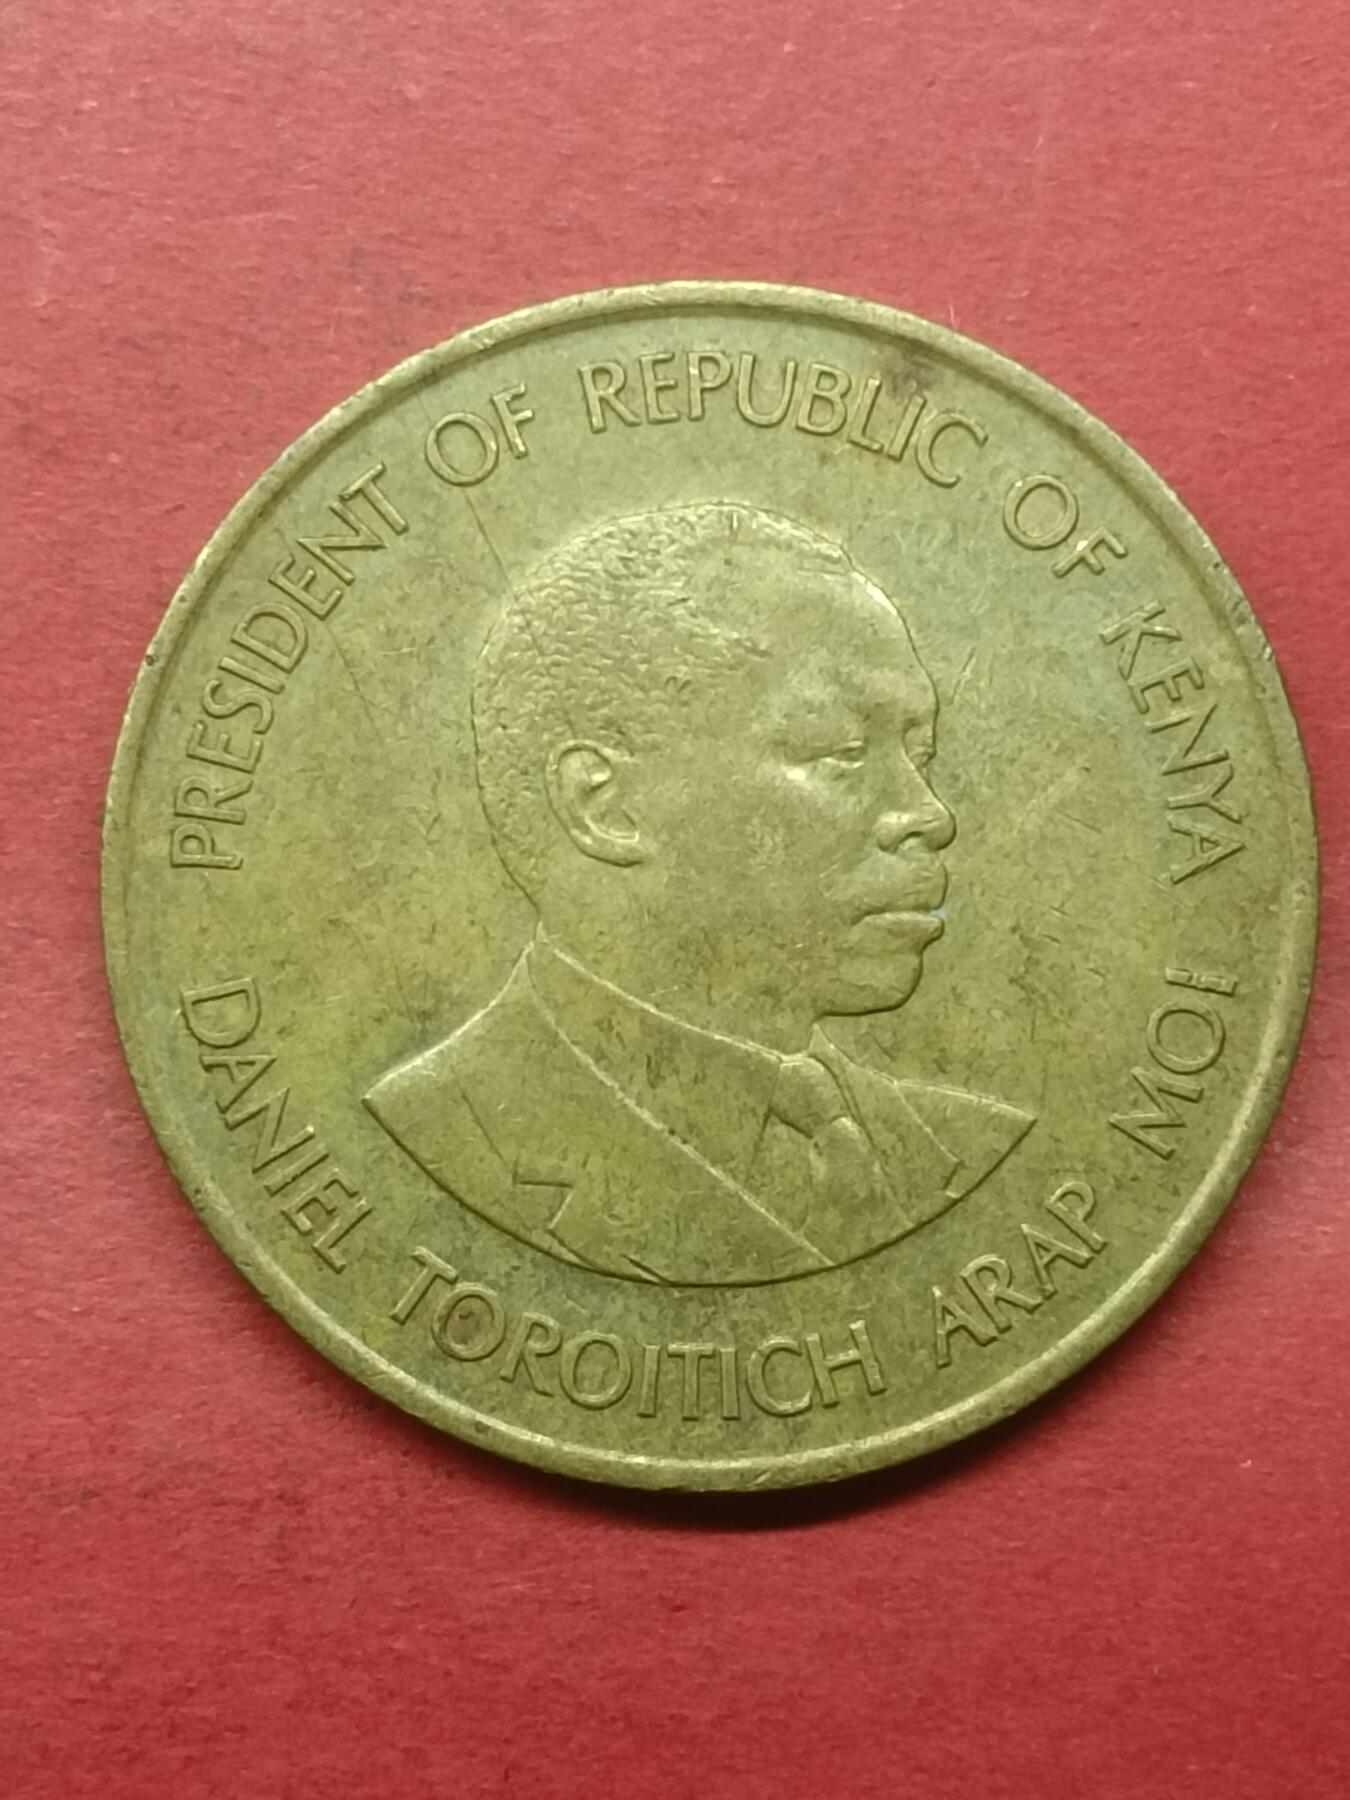 PRESIDENT OF REPUBLIC OF KENYA
DANIEL TOROITICH ARAP MOI